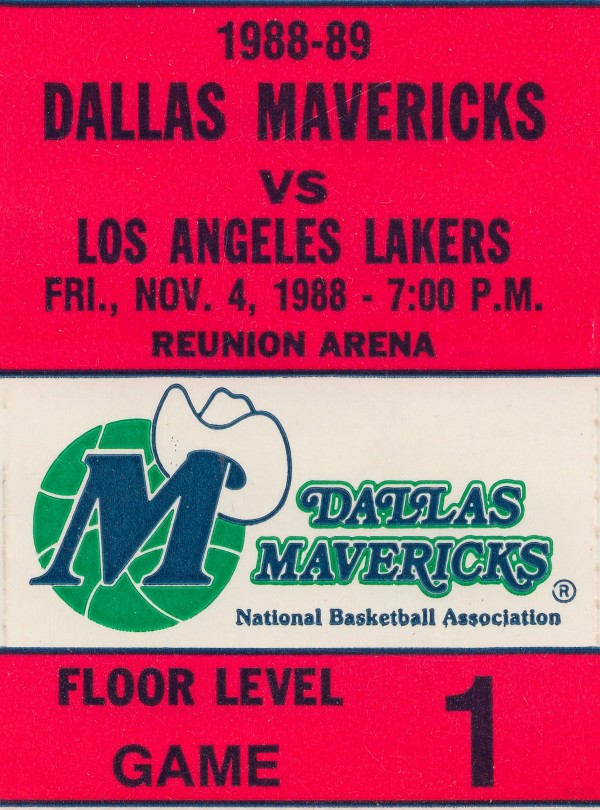 1988-89
DALLAS MAVERICKS
VS
LOS ANGELES LAKERS
FRI., NOV. 4, 1988 - 7:00 P.M.
REUNION ARENA
M
DALLAS
MAVERICKS ®
National Basketball Association
FLOOR LEVEL
GAME 1